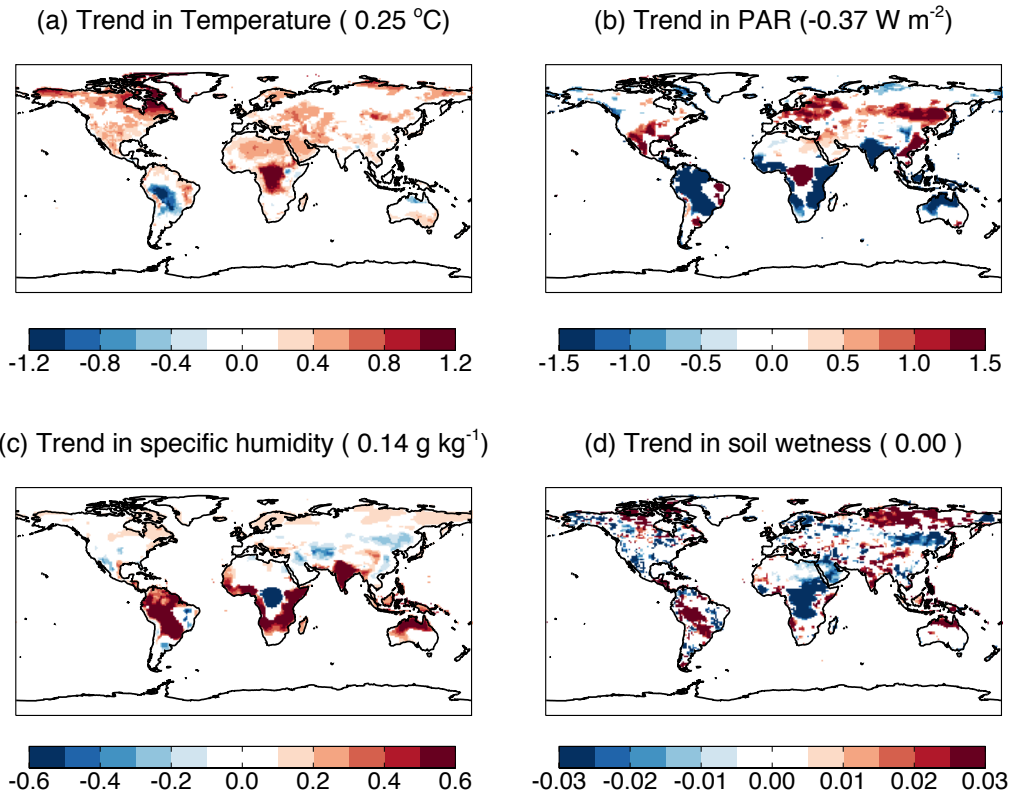 (a) Trend in Temperature ( 0.25 °C)
(b) Trend in PAR (-0.37 W m⁻²)
-1.2 -0.8 -0.4 0.0 0.4 0.8 1.2
-1.5 -1.0 -0.5 0.0 0.5 1.0 1.5
(c) Trend in specific humidity ( 0.14 g kg⁻¹)
(d) Trend in soil wetness ( 0.00 )
-0.6 -0.4 -0.2 0.0 0.2 0.4 0.6
-0.03 -0.02 -0.01 0.00 0.01 0.02 0.03